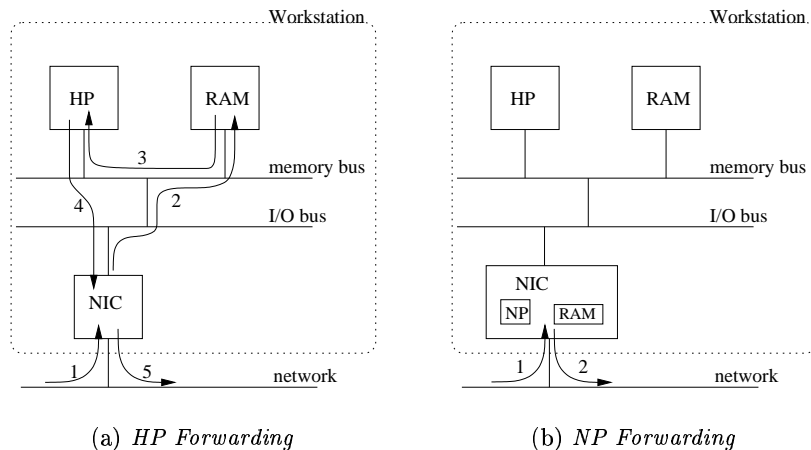 Workstation
HP
RAM
3
memory bus
2
4
I/O bus
NIC
1
5
network
(a) HP Forwarding
Workstation
HP
RAM
memory bus
I/O bus
NIC
NP
RAM
1
2
network
(b) NP Forwarding